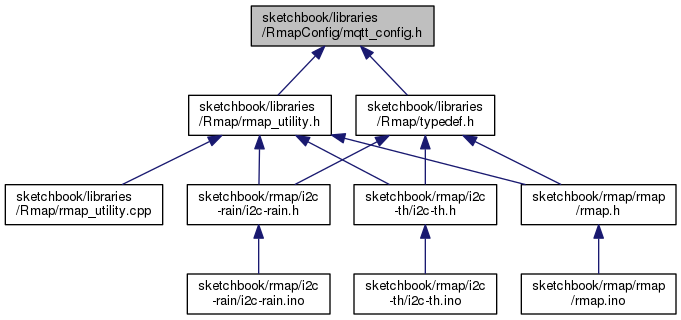 sketchbook/libraries
/RmapConfig/mqtt_config.h
sketchbook/libraries
/Rmap/rmap_utility.h
sketchbook/libraries
/Rmap/typedef.h
sketchbook/libraries
/Rmap/rmap_utility.cpp
sketchbook/rmap/i2c
-rain/i2c-rain.h
sketchbook/rmap/i2c
-th/i2c-th.h
sketchbook/rmap/rmap
/rmap.h
sketchbook/rmap/i2c
-rain/i2c-rain.ino
sketchbook/rmap/i2c
-th/i2c-th.ino
sketchbook/rmap/rmap
/rmap.ino